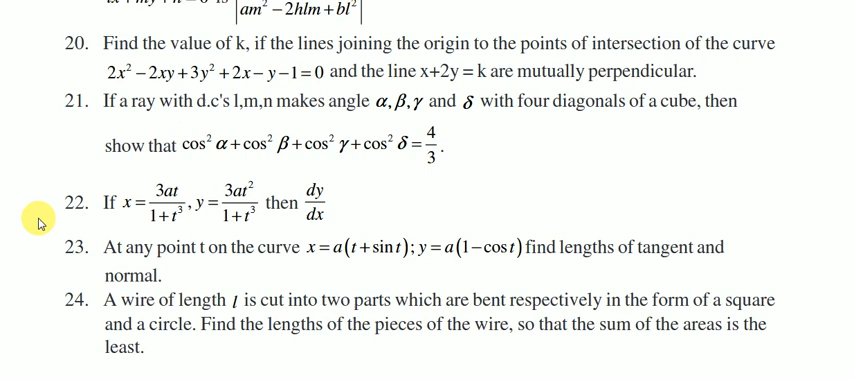 |am² – 2hlm + bl²|
20. Find the value of k, if the lines joining the origin to the points of intersection of the curve
2x² – 2xy + 3y² + 2x – y – 1 = 0 and the line x+2y = k are mutually perpendicular.
21. If a ray with d.c's l,m,n makes angle α, β, γ and δ with four diagonals of a cube, then
show that cos² α + cos² β + cos² γ + cos² δ = 4/3 .
22. If x = 3at/(1+t³) , y = 3at²/(1+t³) then dy/dx
23. At any point t on the curve x = a(t + sin t); y = a(1 – cos t) find lengths of tangent and
normal.
24. A wire of length l is cut into two parts which are bent respectively in the form of a square
and a circle. Find the lengths of the pieces of the wire, so that the sum of the areas is the
least.